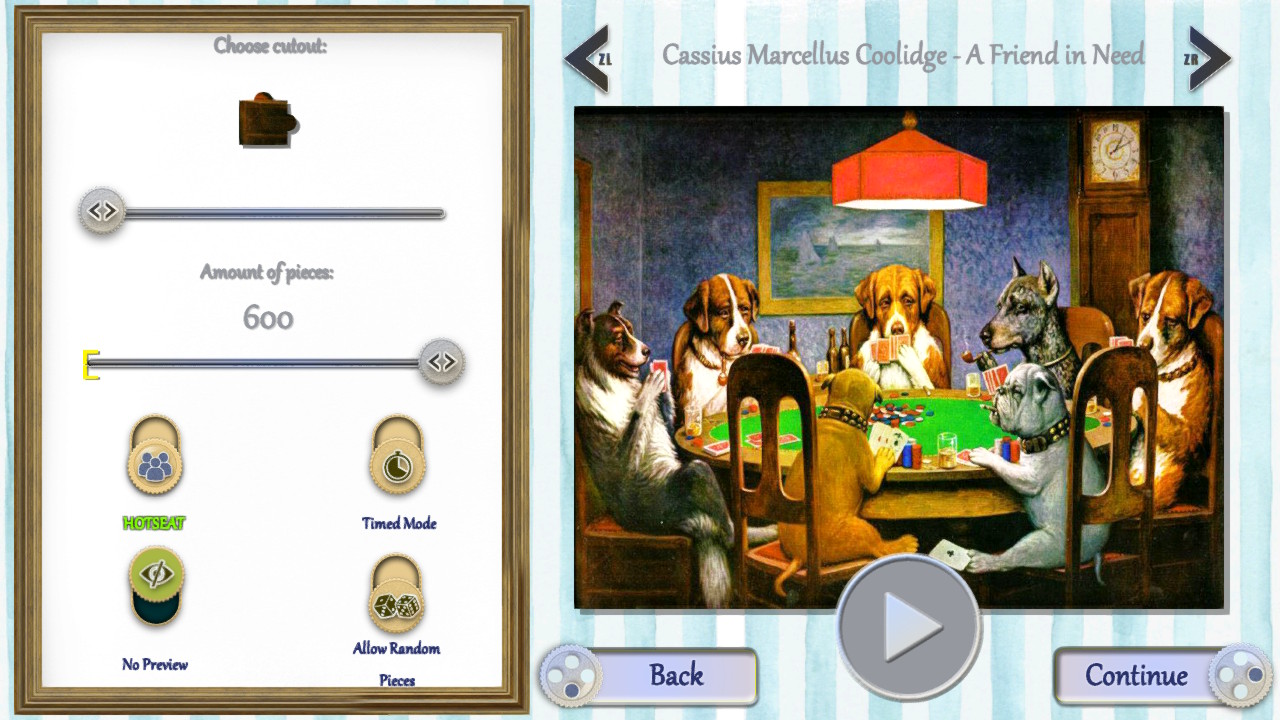 Choose cutout:
Amount of pieces:
600
HOTSEAT
Timed Mode
No Preview
Allow Random
Pieces
ZL
Cassius Marcellus Coolidge - A Friend in Need
ZR
Back
Continue